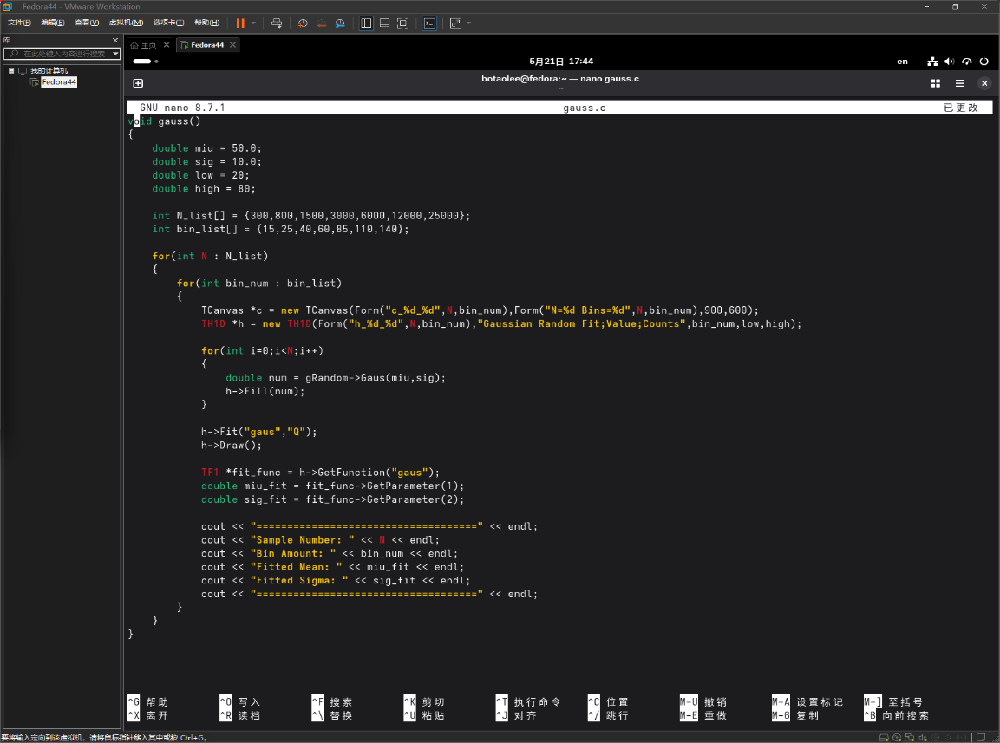 Fedora44 - VMware Workstation
文件(F) 编辑(E) 查看(V) 虚拟机(M) 选项卡(T) 帮助(H)
库
在此处键入内容进行搜索
主页 Fedora44
我的计算机
Fedora44
5月21日 17:44
en
botaolee@fedora:~ — nano gauss.c
~
GNU nano 8.7.1 gauss.c 已更改
void gauss()
{
    double miu = 50.0;
    double sig = 10.0;
    double low = 20;
    double high = 80;
    int N_list[] = {300,800,1500,3000,6000,12000,25000};
    int bin_list[] = {15,25,40,60,85,110,140};
    for(int N : N_list)
    {
        for(int bin_num : bin_list)
        {
            TCanvas *c = new TCanvas(Form("c_%d_%d",N,bin_num),Form("N=%d Bins=%d",N,bin_num),900,600);
            TH1D *h = new TH1D(Form("h_%d_%d",N,bin_num),"Gaussian Random Fit;Value;Counts",bin_num,low,high);
            for(int i=0;i<N;i++)
            {
                double num = gRandom->Gaus(miu,sig);
                h->Fill(num);
            }
            h->Fit("gaus","Q");
            h->Draw();
            TF1 *fit_func = h->GetFunction("gaus");
            double miu_fit = fit_func->GetParameter(1);
            double sig_fit = fit_func->GetParameter(2);
            cout << "====================================" << endl;
            cout << "Sample Number: " << N << endl;
            cout << "Bin Amount: " << bin_num << endl;
            cout << "Fitted Mean: " << miu_fit << endl;
            cout << "Fitted Sigma: " << sig_fit << endl;
            cout << "====================================" << endl;
        }
    }
}
^G 帮助 ^O 写入 ^F 搜索 ^K 剪切 ^T 执行命令 ^C 位置 M-U 撤销 M-A 设置标记 M-] 至括号
^X 离开 ^R 读档 ^\ 替换 ^U 粘贴 ^J 对齐 ^/ 跳行 M-E 重做 M-6 复制 ^B 向前搜索
要将输入定向到该虚拟机，请将鼠标指针移入其中或按 Ctrl+G。